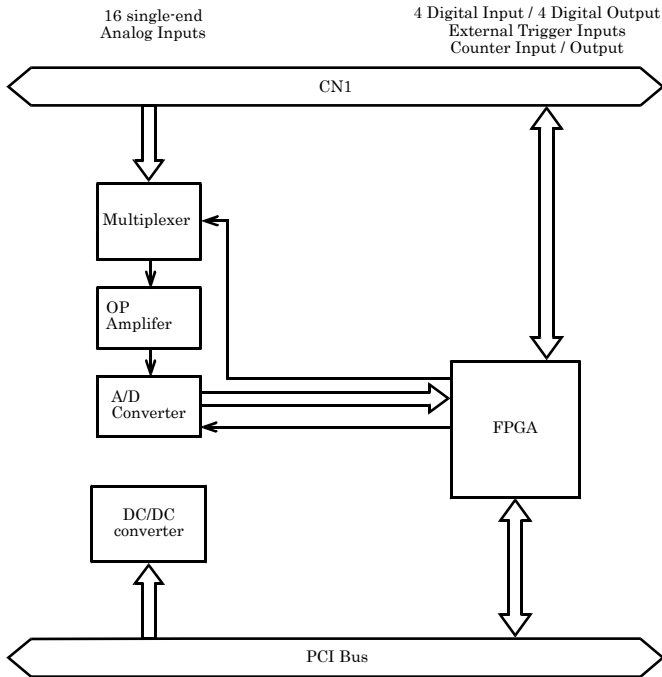 16 single-end
Analog Inputs
4 Digital Input / 4 Digital Output
External Trigger Inputs
Counter Input / Output
CN1
Multiplexer
OP
Amplifer
A/D
Converter
FPGA
DC/DC
converter
PCI Bus